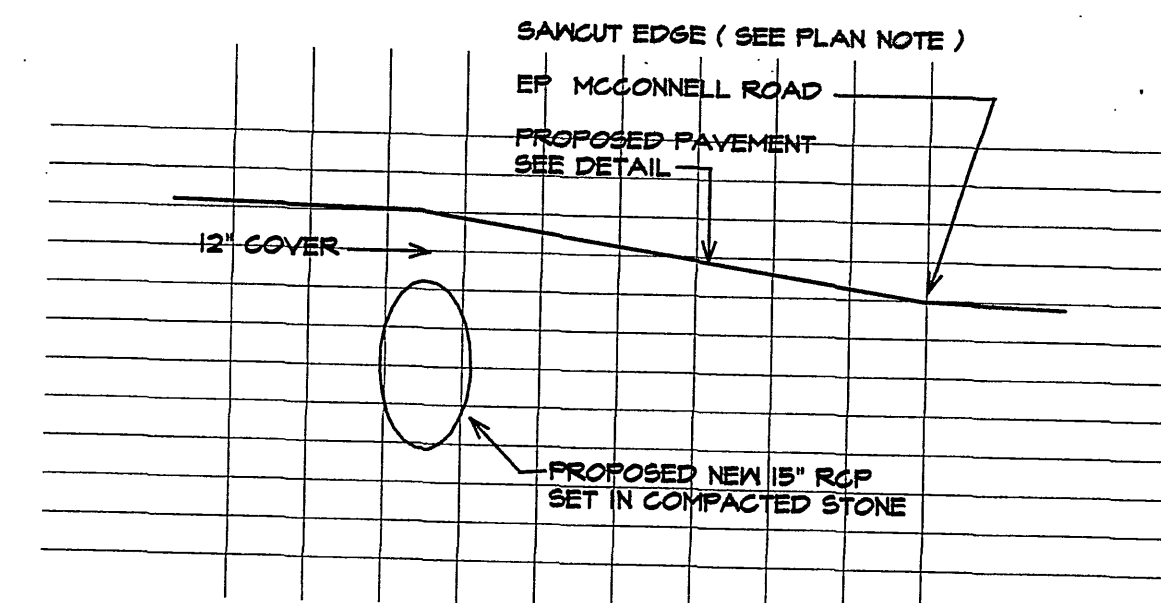 SAWCUT EDGE ( SEE PLAN NOTE )
EP MCCONNELL ROAD
PROPOSED PAVEMENT
SEE DETAIL
12" COVER
PROPOSED NEW 15" RCP
SET IN COMPACTED STONE